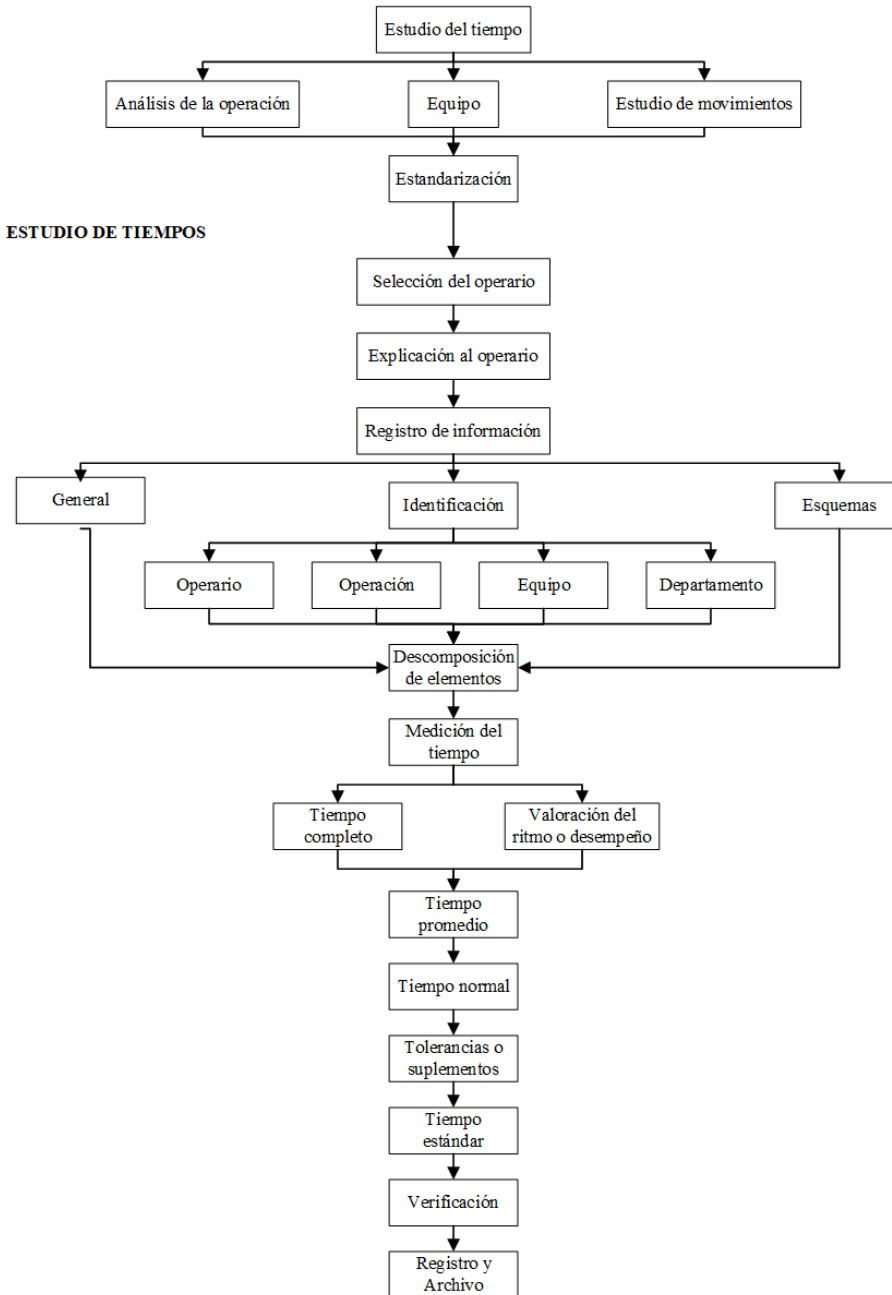 Estudio del tiempo
Análisis de la operación
Equipo
Estudio de movimientos
Estandarización
ESTUDIO DE TIEMPOS
Selección del operario
Explicación al operario
Registro de información
General
Identificación
Esquemas
Operario
Operación
Equipo
Departamento
Descomposición
de elementos
Medición del
tiempo
Tiempo
completo
Valoración del
ritmo o desempeño
Tiempo
promedio
Tiempo normal
Tolerancias o
suplementos
Tiempo
estándar
Verificación
Registro y
Archivo